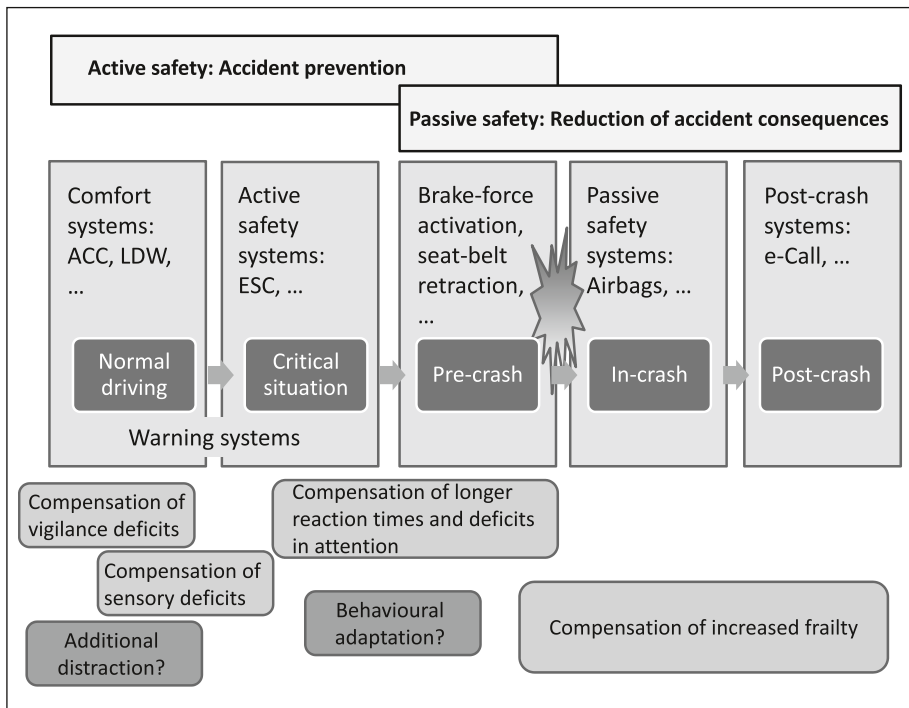 Active safety: Accident prevention
Passive safety: Reduction of accident consequences
Comfort
systems:
ACC, LDW,
...
Active
safety
systems:
ESC, ...
Brake-force
activation,
seat-belt
retraction,
...
Passive
safety
systems:
Airbags, ...
Post-crash
systems:
e-Call, ...
Normal
driving
Critical
situation
Pre-crash
In-crash
Post-crash
Warning systems
Compensation of
vigilance deficits
Compensation of longer
reaction times and deficits
in attention
Compensation of
sensory deficits
Behavioural
adaptation?
Compensation of increased frailty
Additional
distraction?